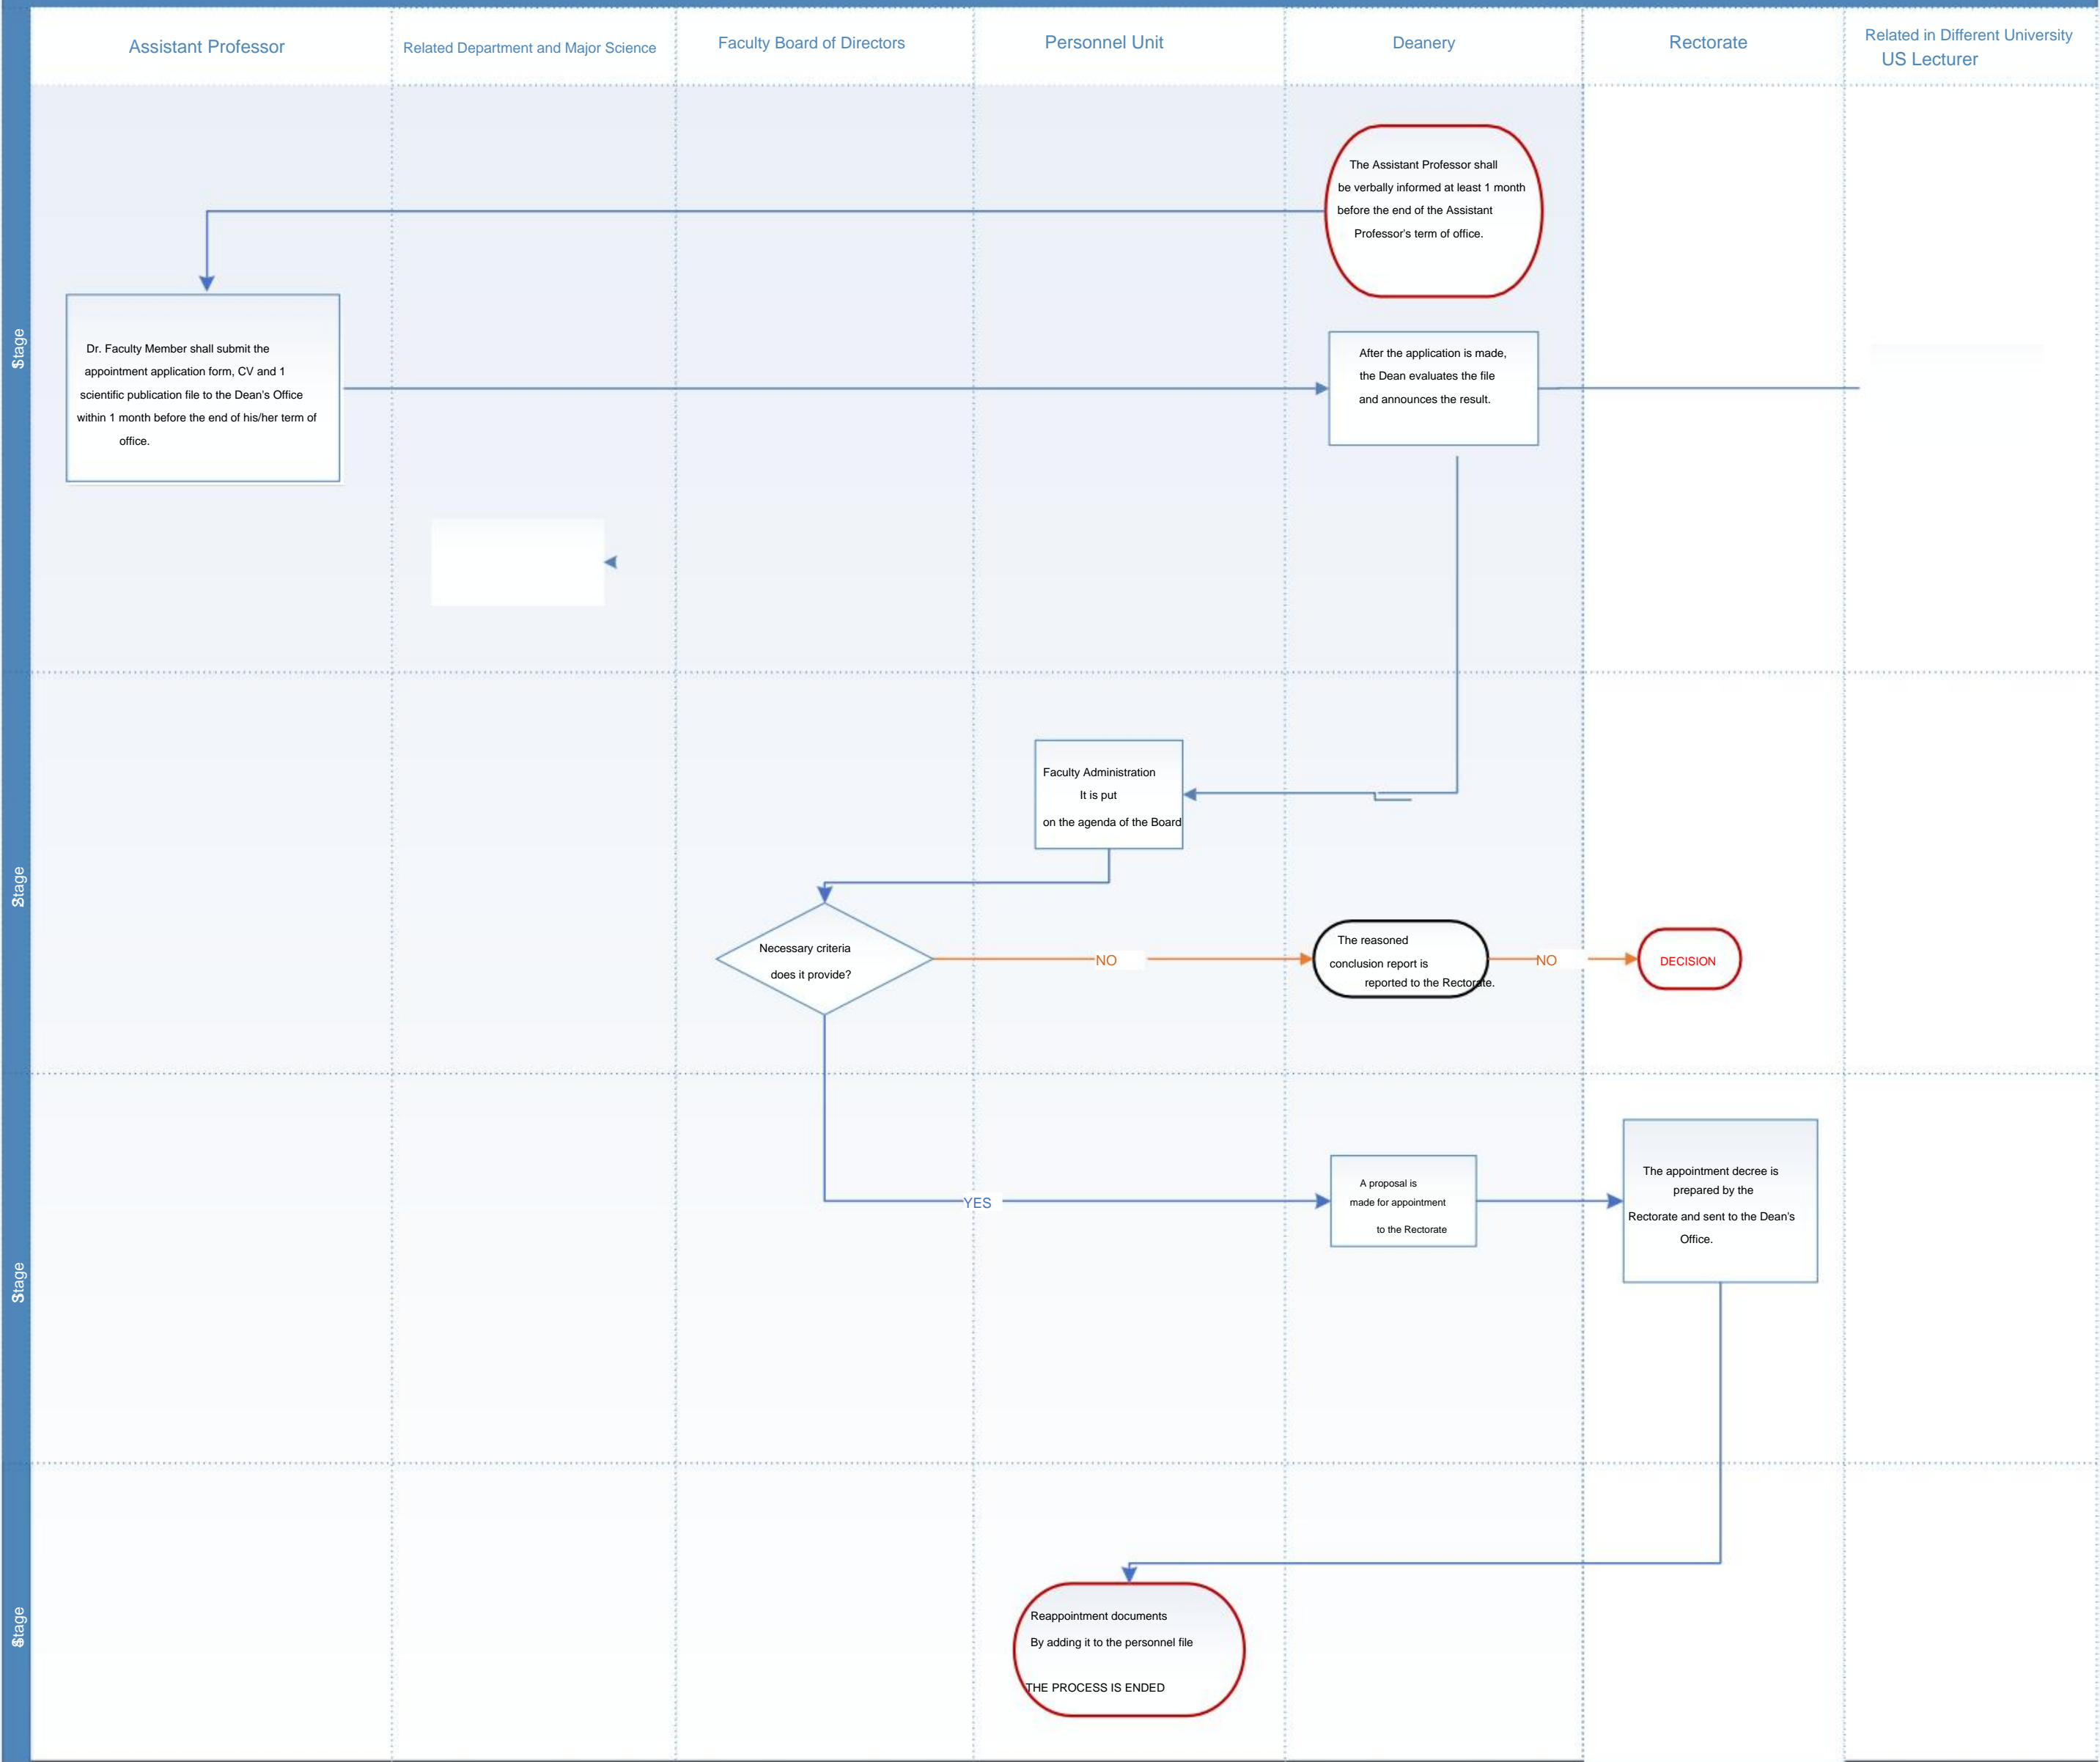 Assistant Professor
Related Department and Major Science
Faculty Board of Directors
Personnel Unit
Deanery
Rectorate
Related in Different University
US Lecturer
Stage
The Assistant Professor shall
be verbally informed at least 1 month
before the end of the Assistant
Professor's term of office.
Dr. Faculty Member shall submit the
appointment application form, CV and 1
scientific publication file to the Dean's Office
within 1 month before the end of his/her term of
office.
After the application is made,
the Dean evaluates the file
and announces the result.
Stage
Faculty Administration
It is put
on the agenda of the Board
Necessary criteria
does it provide?
NO
The reasoned
conclusion report is
reported to the Rectorate.
NO
DECISION
Stage
YES
A proposal is
made for appointment
to the Rectorate
The appointment decree is
prepared by the
Rectorate and sent to the Dean's
Office.
Stage
Reappointment documents
By adding it to the personnel file
THE PROCESS IS ENDED